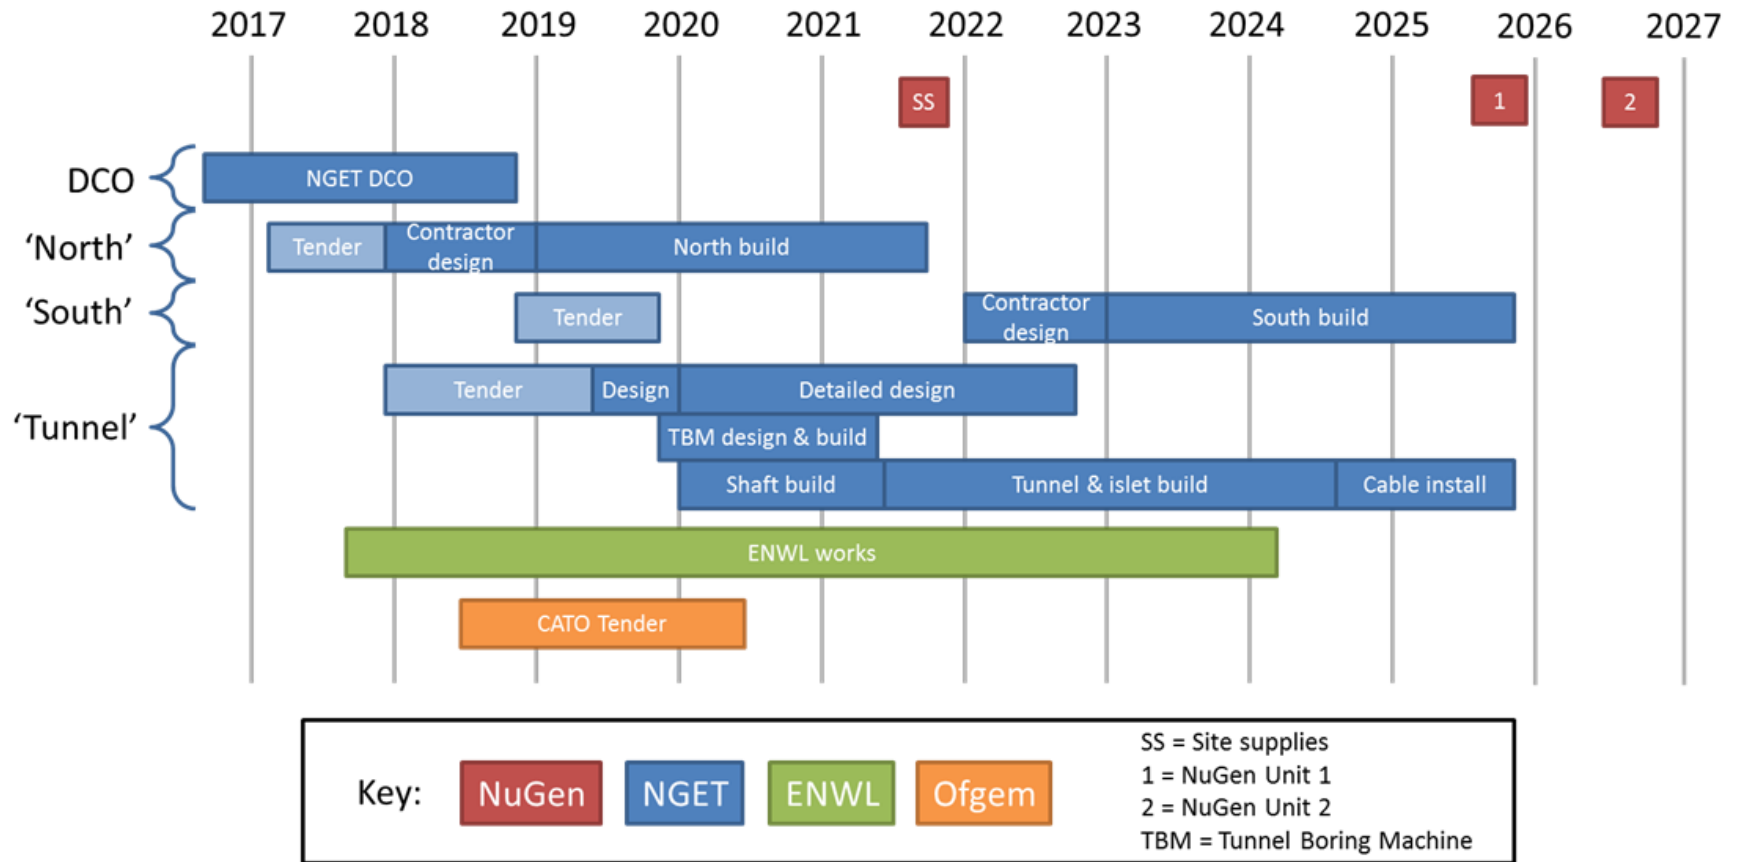 2017 2018 2019 2020 2021 2022 2023 2024 2025 2026 2027
SS 1 2
DCO NGET DCO
‘North’ Tender Contractor design North build
‘South’ Tender Contractor design South build
‘Tunnel’ Tender Design Detailed design
TBM design & build
Shaft build Tunnel & islet build Cable install
ENWL works
CATO Tender
Key: NuGen NGET ENWL Ofgem
SS = Site supplies
1 = NuGen Unit 1
2 = NuGen Unit 2
TBM = Tunnel Boring Machine